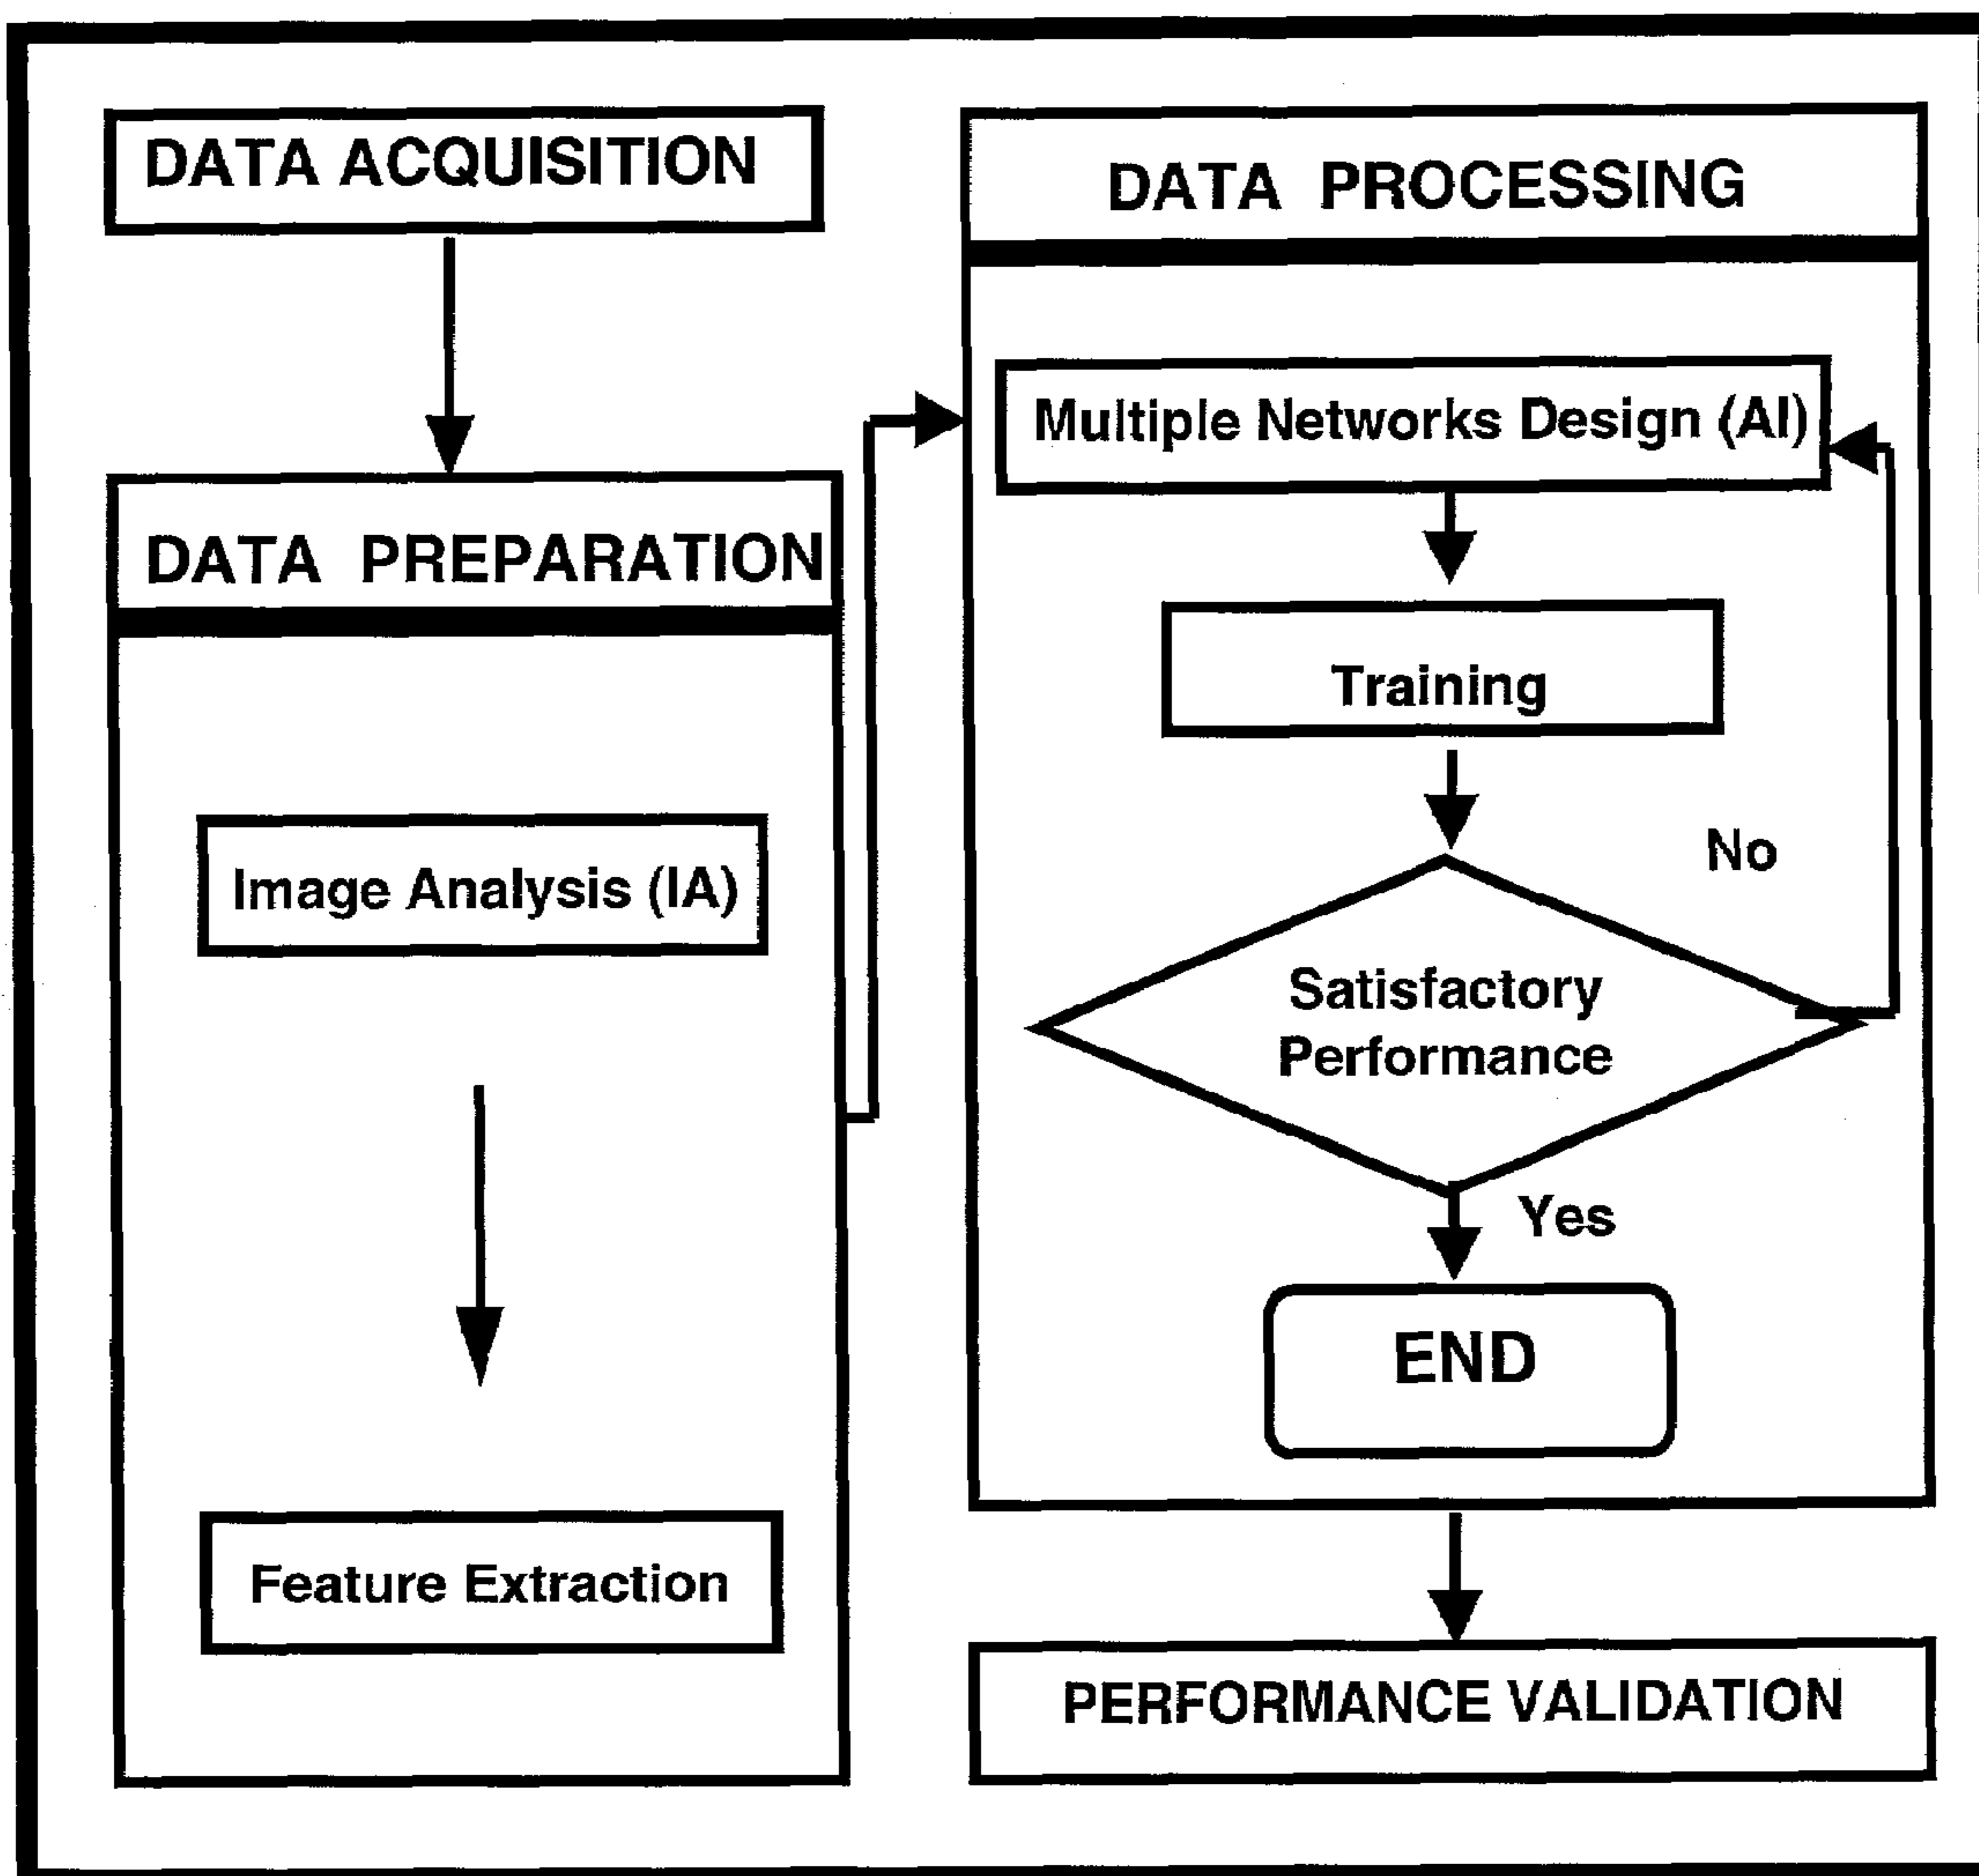 DATA ACQUISITION
DATA PREPARATION
Image Analysis (IA)
Feature Extraction
DATA PROCESSING
Multiple Networks Design (AI)
Training
No
Satisfactory
Performance
Yes
END
PERFORMANCE VALIDATION